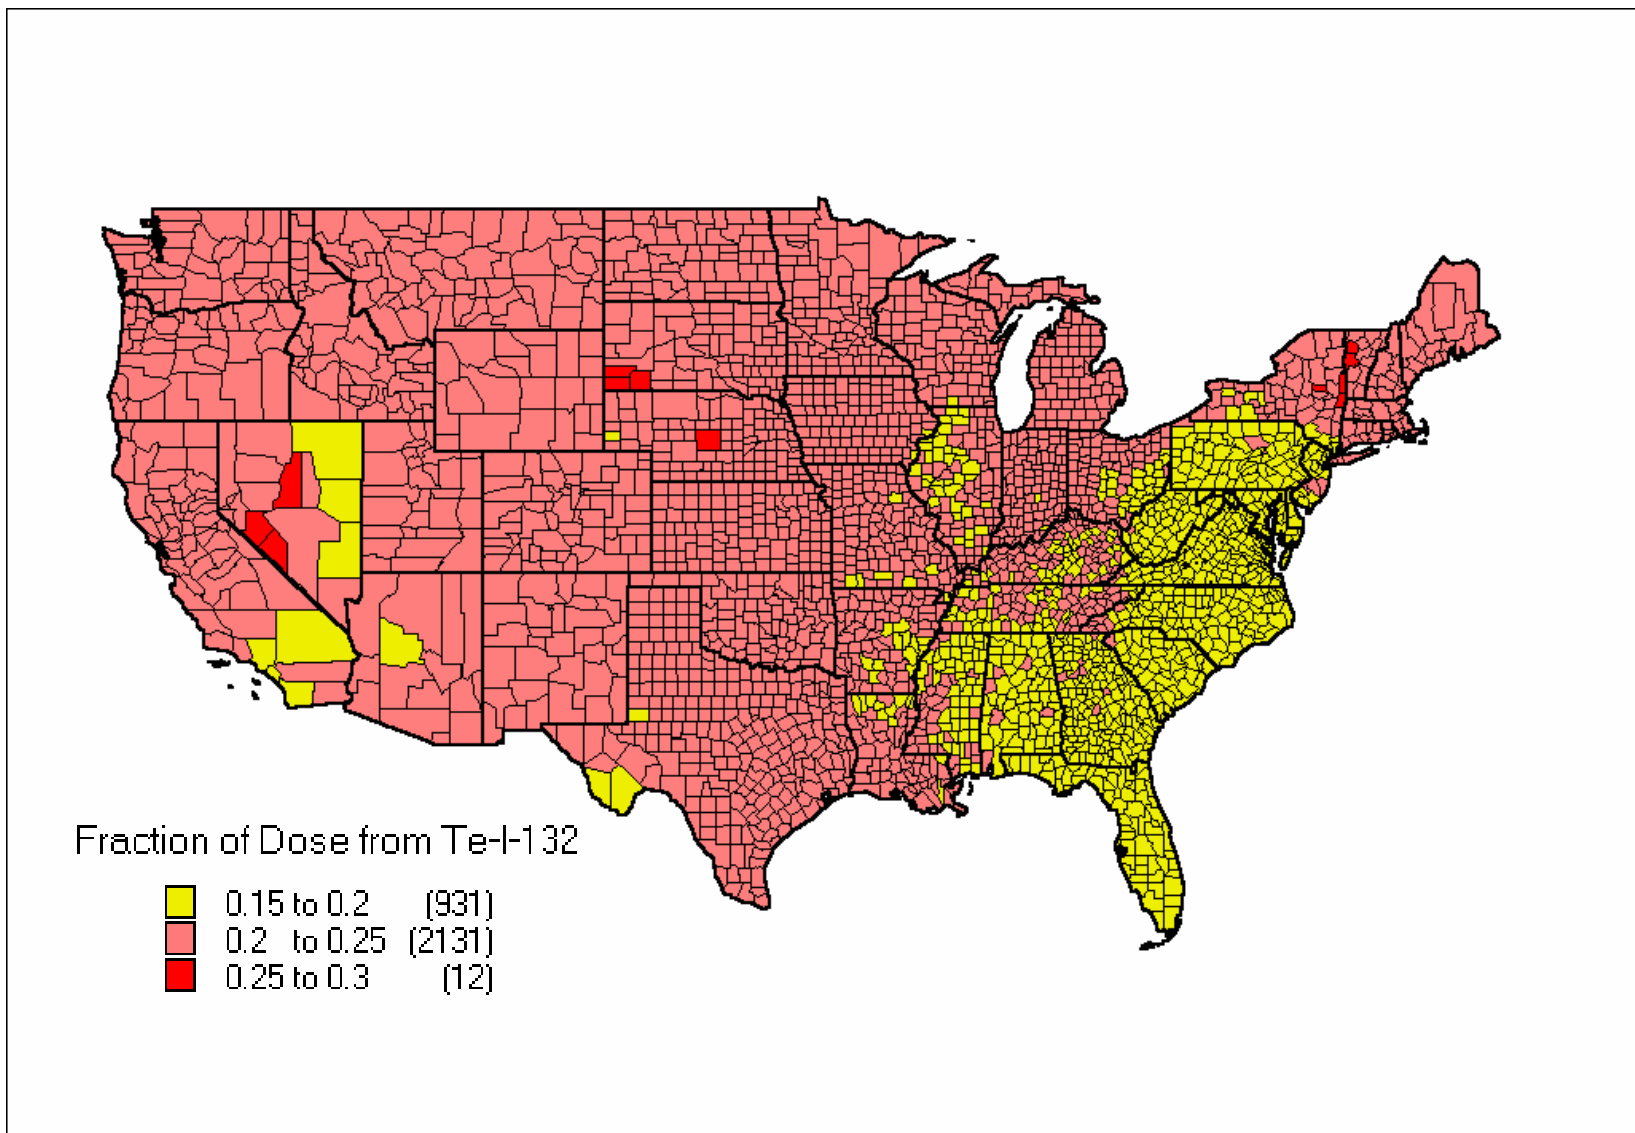 Fraction of Dose from Te-I-132
0.15 to 0.2 (931)
0.2 to 0.25 (2131)
0.25 to 0.3 (12)